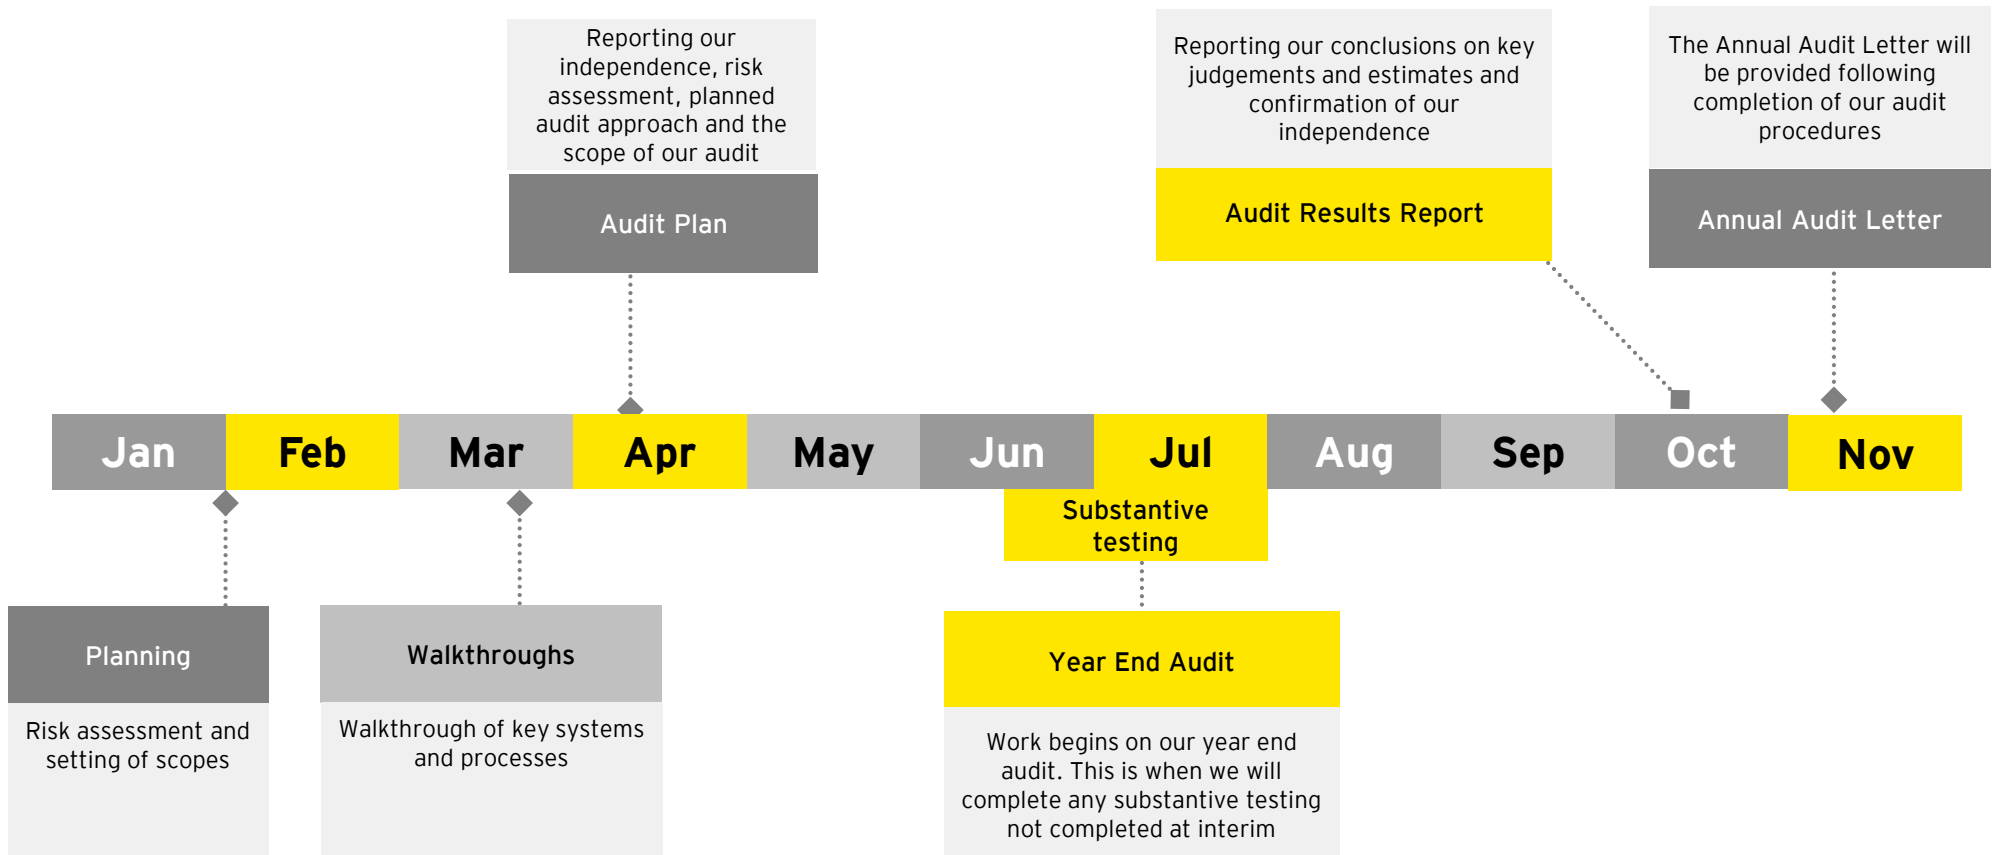 Reporting our
independence, risk
assessment, planned
audit approach and the
scope of our audit
Audit Plan
Reporting our conclusions on key
judgements and estimates and
confirmation of our
independence
Audit Results Report
The Annual Audit Letter will
be provided following
completion of our audit
procedures
Annual Audit Letter
Jan
Feb
Mar
Apr
May
Jun
Jul
Aug
Sep
Oct
Nov
Substantive
testing
Planning
Risk assessment and
setting of scopes
Walkthroughs
Walkthrough of key systems
and processes
Year End Audit
Work begins on our year end
audit. This is when we will
complete any substantive testing
not completed at interim